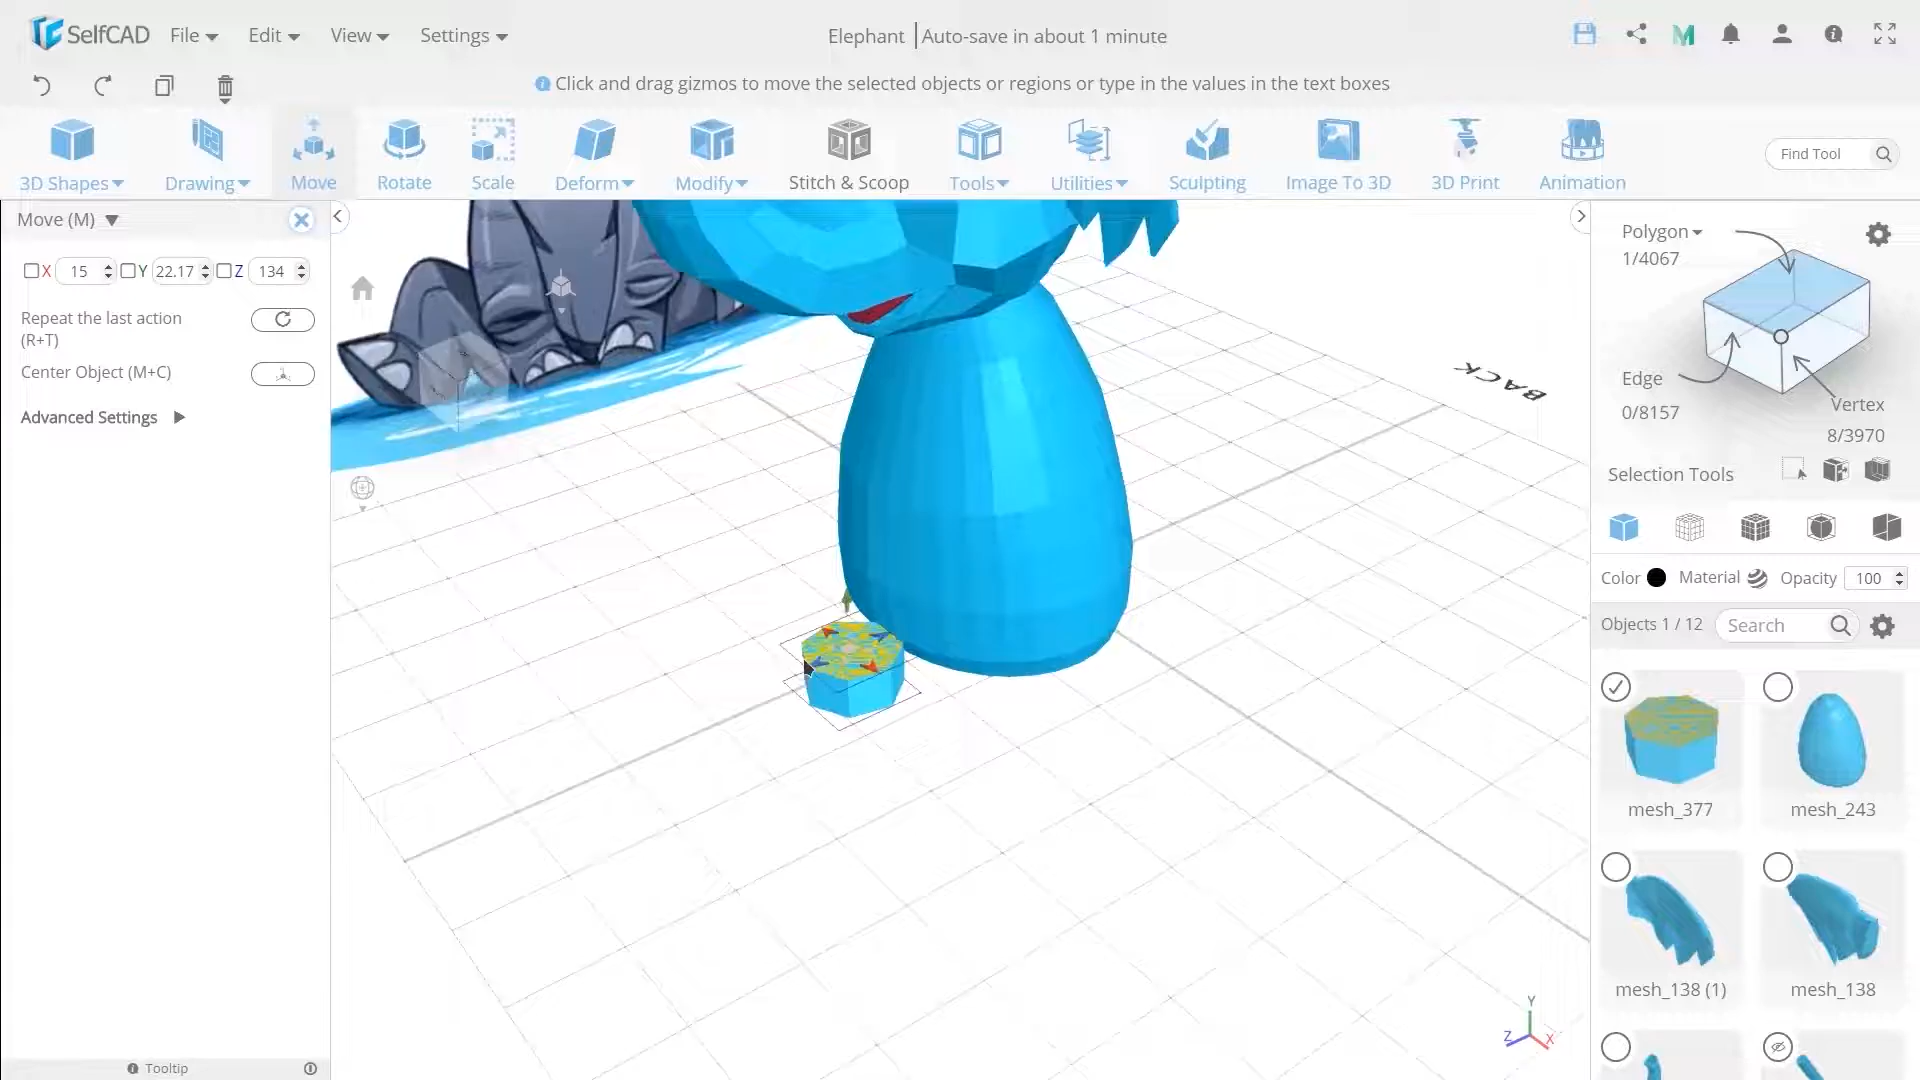 SelfCAD File Edit View Settings Elephant Auto-save in about 1 minute
Click and drag gizmos to move the selected objects or regions or type in the values in the text boxes
3D Shapes Drawing Move Rotate Scale Deform Modify Stitch & Scoop Tools Utilities Sculpting Image To 3D 3D Print Animation Find Tool
Move (M)
X 15 Y 22.17 Z 134
Repeat the last action
(R+T)
Center Object (M+C)
Advanced Settings
Tooltip
BACK
Y
Z
X
Polygon
1/4067
Edge
0/8157
Vertex
8/3970
Selection Tools
Color Material Opacity 100
Objects 1 / 12 Search
mesh_377 mesh_243
mesh_138 (1) mesh_138